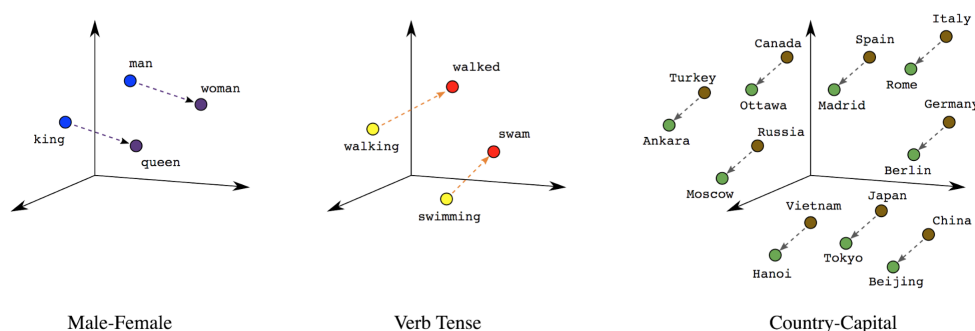 man
woman
king
queen
Male-Female
walked
walking
swam
swimming
Verb Tense
Italy
Canada
Spain
Rome
Turkey
Ottawa
Madrid
Germany
Ankara
Russia
Berlin
Moscow
Vietnam
Japan
China
Hanoi
Tokyo
Beijing
Country-Capital